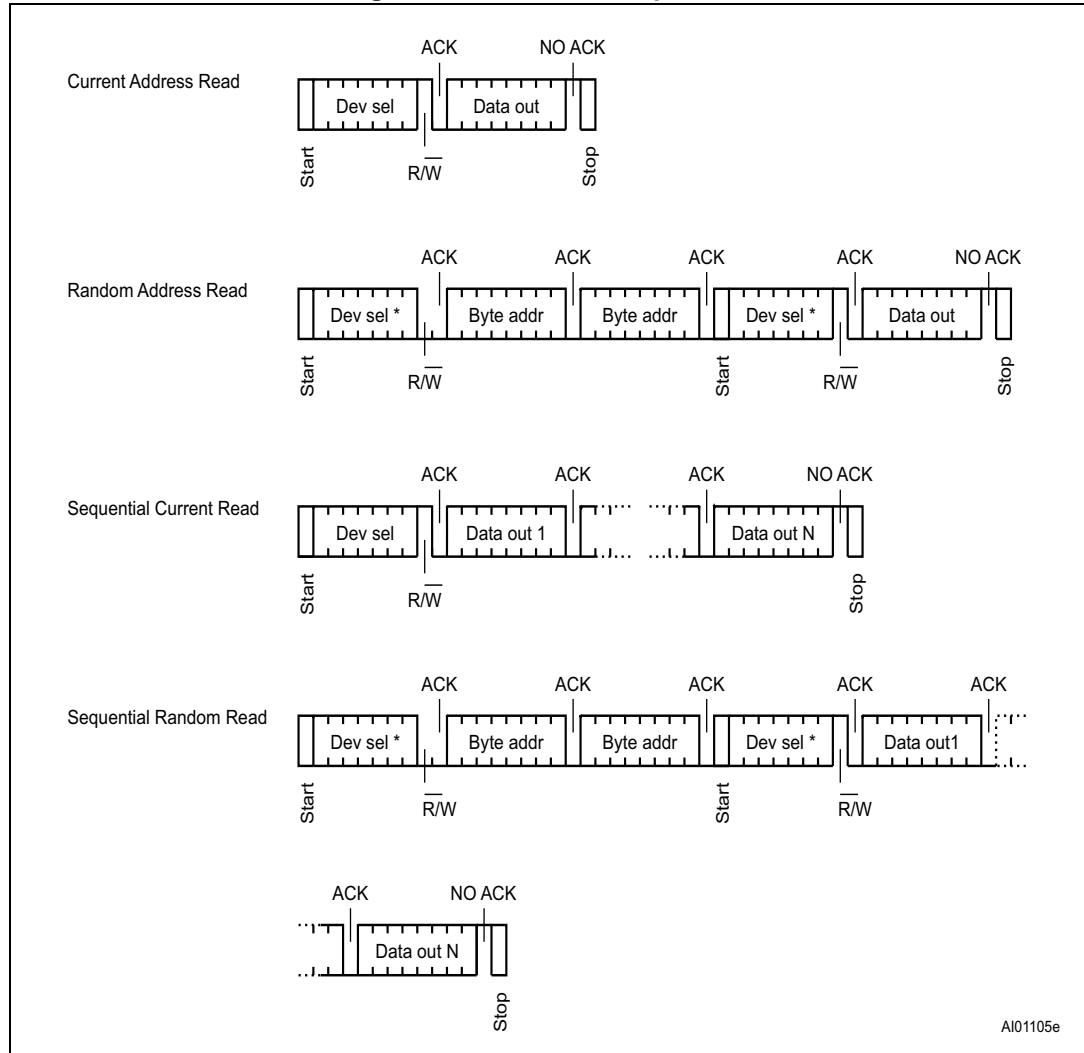 ACK NO ACK
Current Address Read
Dev sel Data out
Start R/W̅ Stop
ACK ACK ACK ACK NO ACK
Random Address Read
Dev sel * Byte addr Byte addr Dev sel * Data out
Start R/W̅ Start R/W̅ Stop
ACK ACK ACK NO ACK
Sequential Current Read
Dev sel Data out 1 Data out N
Start R/W̅ Stop
ACK ACK ACK ACK ACK
Sequential Random Read
Dev sel * Byte addr Byte addr Dev sel * Data out1
Start R̅/W Start R̅/W
ACK NO ACK
Data out N
Stop
AI01105e